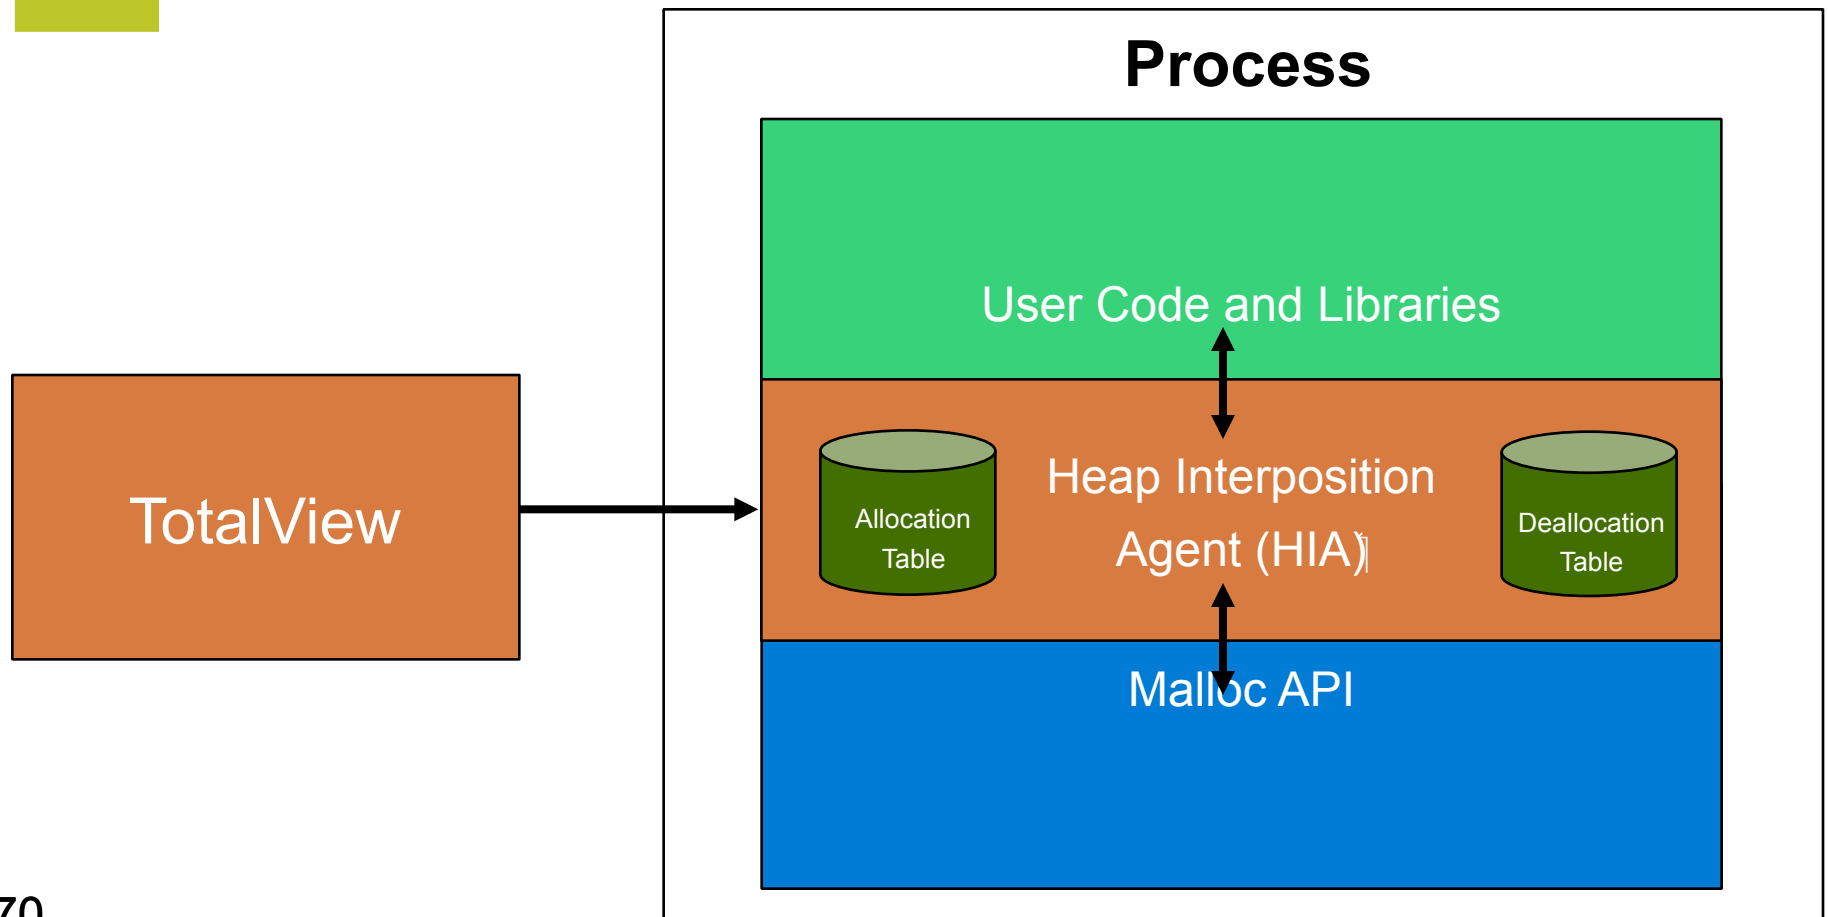 Process
User Code and Libraries
TotalView
Allocation
Table
Heap Interposition
Agent (HIA)
Deallocation
Table
Malloc API
70